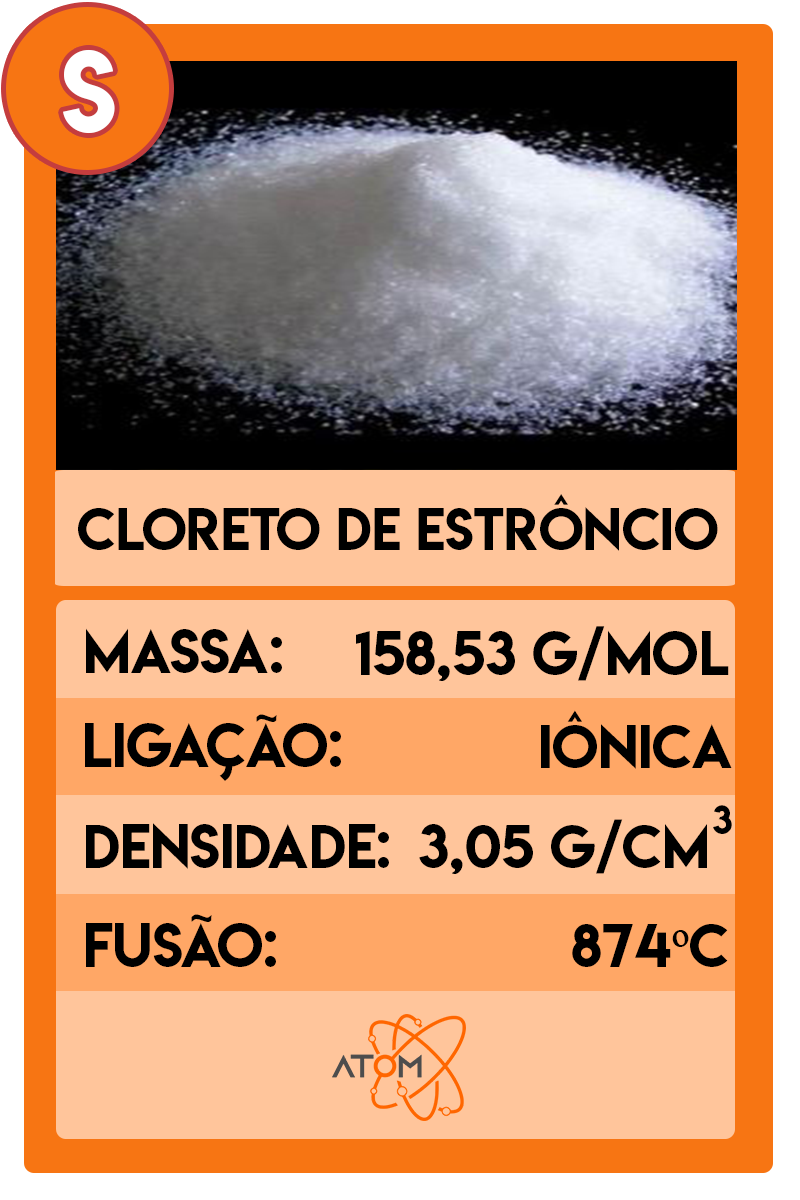 S
CLORETO DE ESTRÔNCIO
MASSA: 158,53 G/MOL
LIGAÇÃO: IÔNICA
DENSIDADE: 3,05 G/CM³
FUSÃO: 874ºC
ATOM